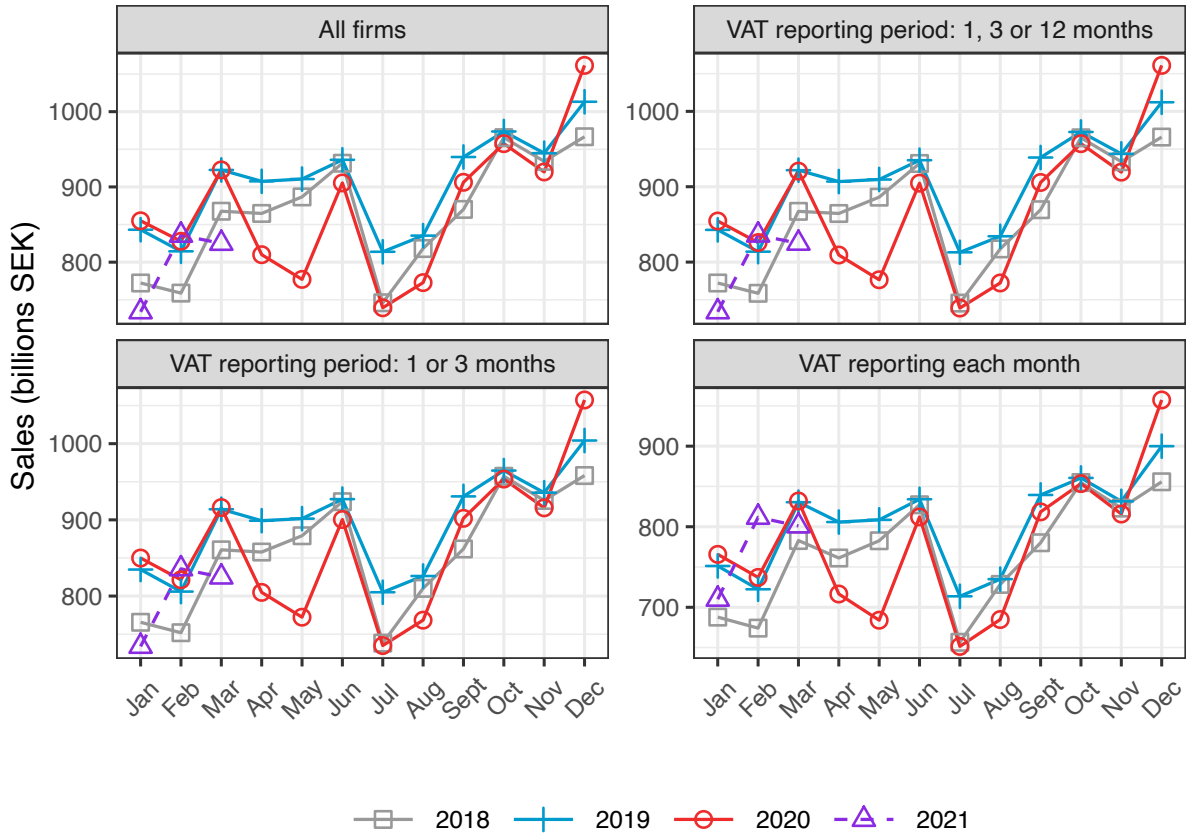 All firms
VAT reporting period: 1, 3 or 12 months
Sales (billions SEK)
1000
900
800
1000
900
800
VAT reporting period: 1 or 3 months
VAT reporting each month
1000
900
800
900
800
700
Jan Feb Mar Apr May Jun Jul Aug Sept Oct Nov Dec
Jan Feb Mar Apr May Jun Jul Aug Sept Oct Nov Dec
2018 2019 2020 2021